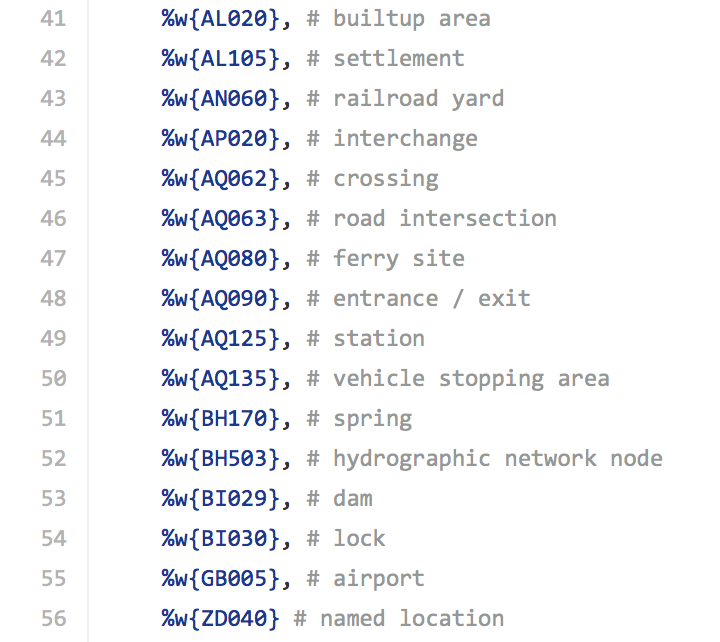 41 %w{AL020}, # builtup area
42 %w{AL105}, # settlement
43 %w{AN060}, # railroad yard
44 %w{AP020}, # interchange
45 %w{AQ062}, # crossing
46 %w{AQ063}, # road intersection
47 %w{AQ080}, # ferry site
48 %w{AQ090}, # entrance / exit
49 %w{AQ125}, # station
50 %w{AQ135}, # vehicle stopping area
51 %w{BH170}, # spring
52 %w{BH503}, # hydrographic network node
53 %w{BI029}, # dam
54 %w{BI030}, # lock
55 %w{GB005}, # airport
56 %w{ZD040} # named location